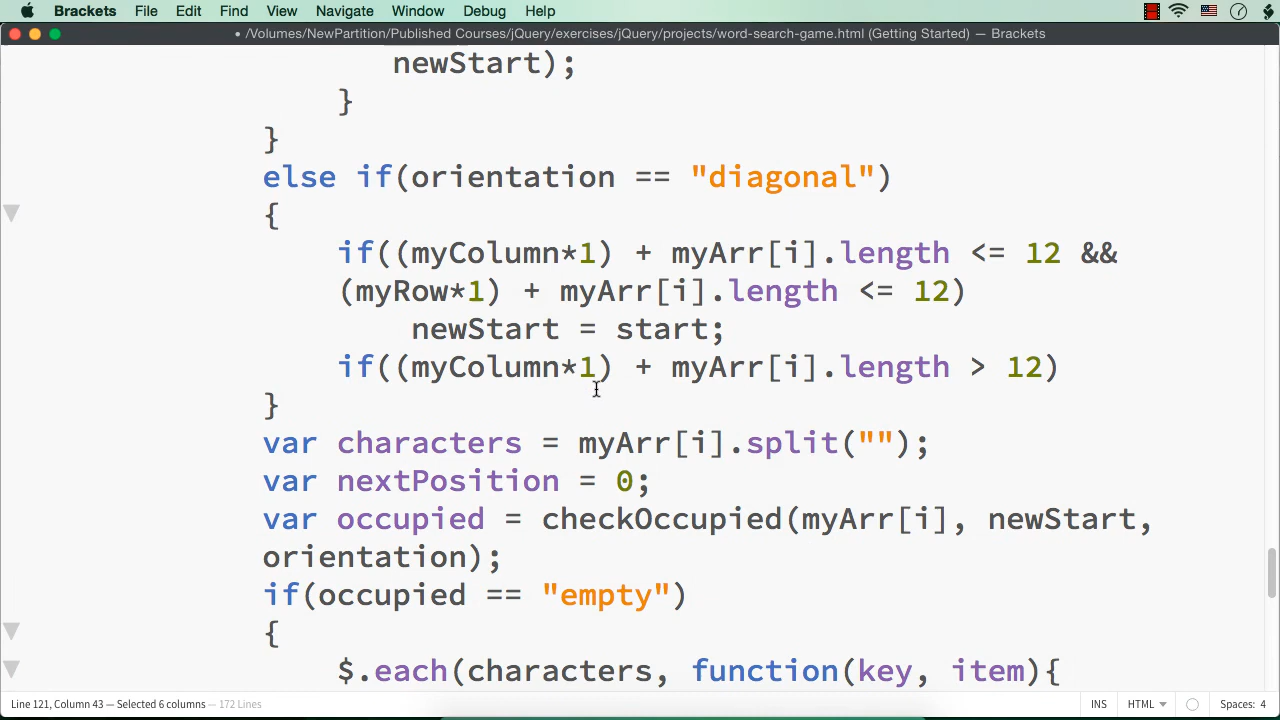 Brackets File Edit Find View Navigate Window Debug Help
• /Volumes/NewPartition/Published Courses/jQuery/exercises/jQuery/projects/word-search-game.html (Getting Started) — Brackets
newStart);
}
}
else if(orientation == "diagonal")
{
if((myColumn*1) + myArr[i].length <= 12 &&
(myRow*1) + myArr[i].length <= 12)
newStart = start;
if((myColumn*1) + myArr[i].length > 12)
}
var characters = myArr[i].split("");
var nextPosition = 0;
var occupied = checkOccupied(myArr[i], newStart,
orientation);
if(occupied == "empty")
{
$.each(characters, function(key, item){
Line 121, Column 43 — Selected 6 columns — 172 Lines INS HTML Spaces: 4